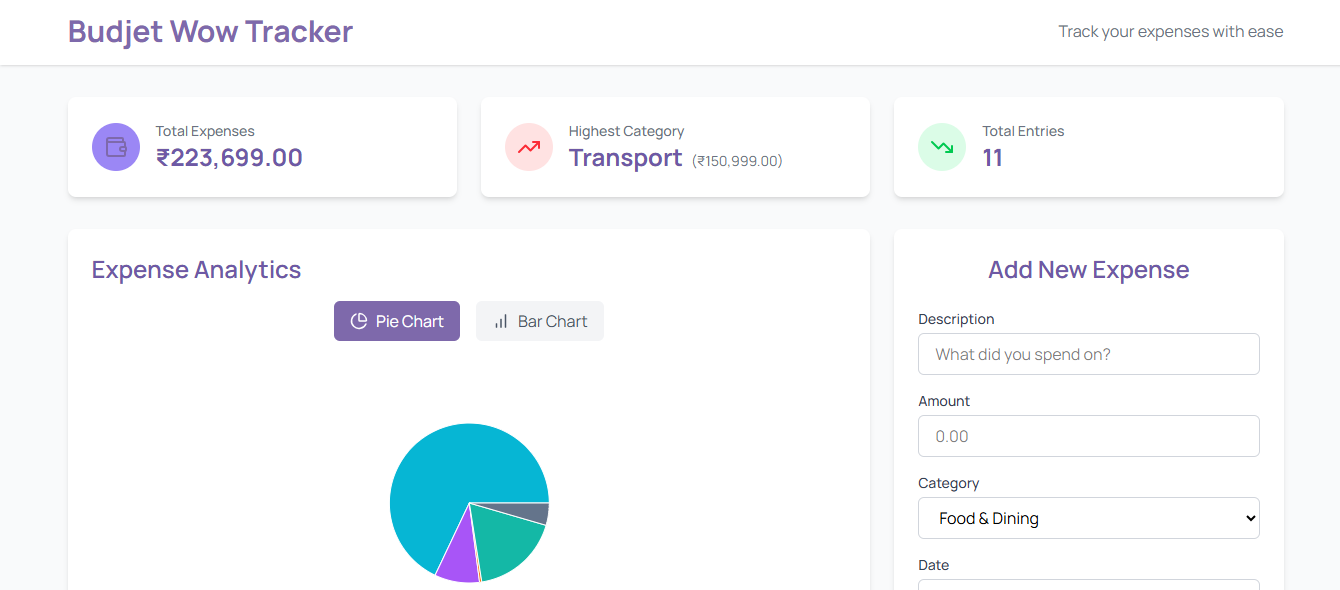 Budjet Wow Tracker
Track your expenses with ease
Total Expenses
₹223,699.00
Highest Category
Transport (₹150,999.00)
Total Entries
11
Expense Analytics
Pie Chart
Bar Chart
Add New Expense
Description
What did you spend on?
Amount
0.00
Category
Food & Dining
Date